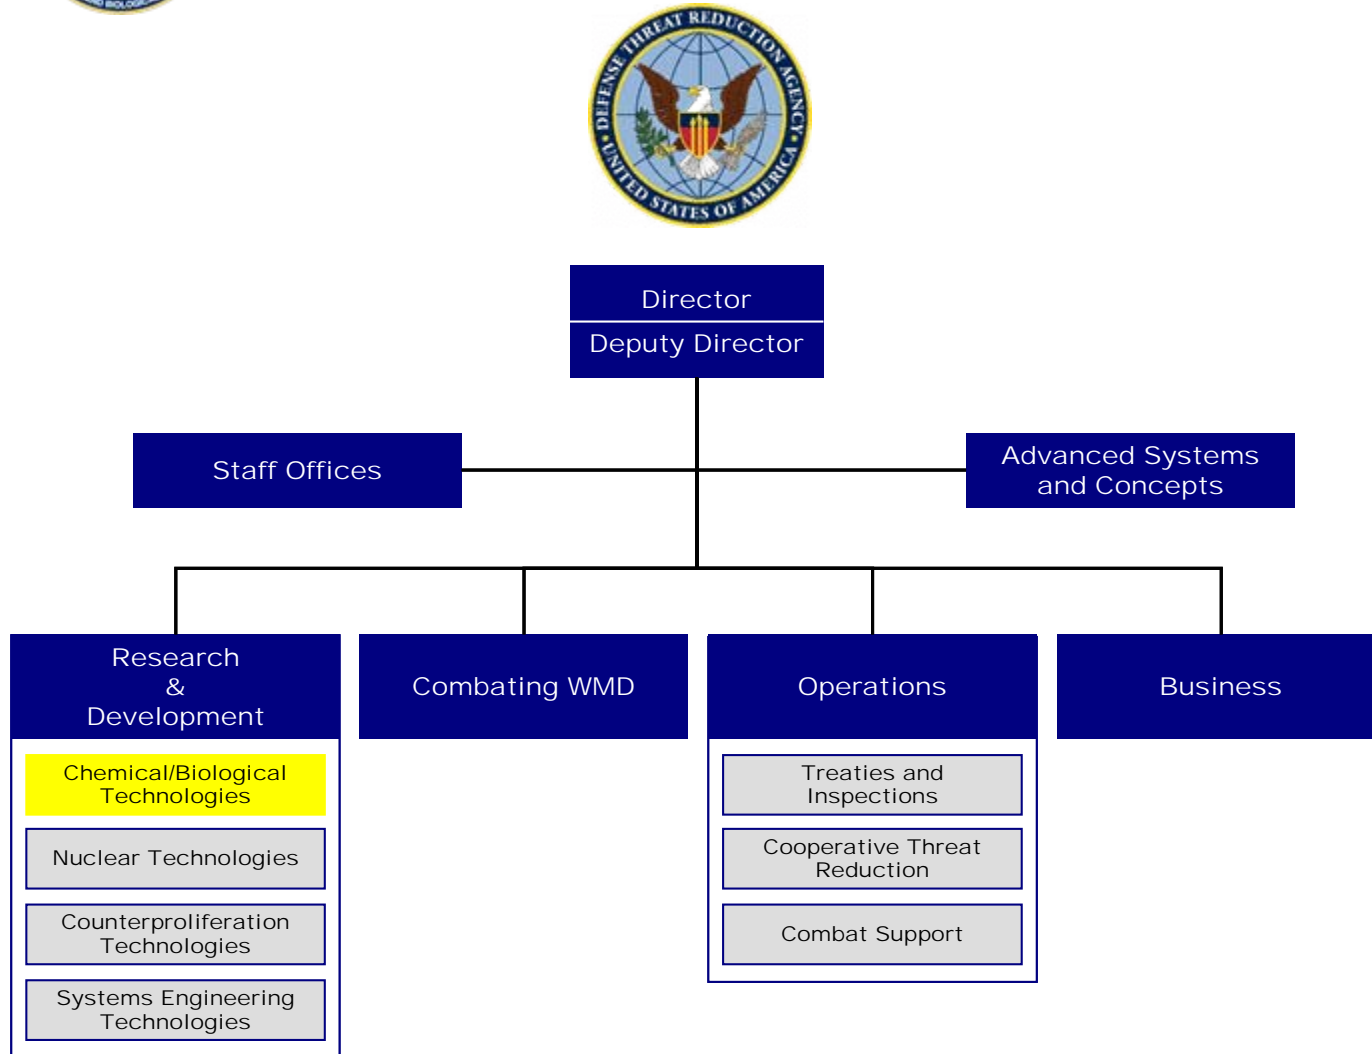 AND BIOLOGICAL
DEFENSE THREAT REDUCTION AGENCY
UNITED STATES OF AMERICA
Director
Deputy Director
Staff Offices
Advanced Systems
and Concepts
Research
&
Development
Combating WMD
Operations
Business
Chemical/Biological
Technologies
Nuclear Technologies
Counterproliferation
Technologies
Systems Engineering
Technologies
Treaties and
Inspections
Cooperative Threat
Reduction
Combat Support